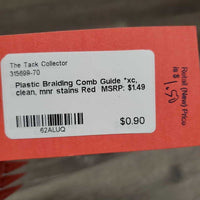 The Tack Collector
315699-70
Plastic Braiding Comb Guide *xc,
clean, mnr stains Red MSRP: $1.49
$0.90
62ALUQ
Retail (New) Price
is $ 1.50